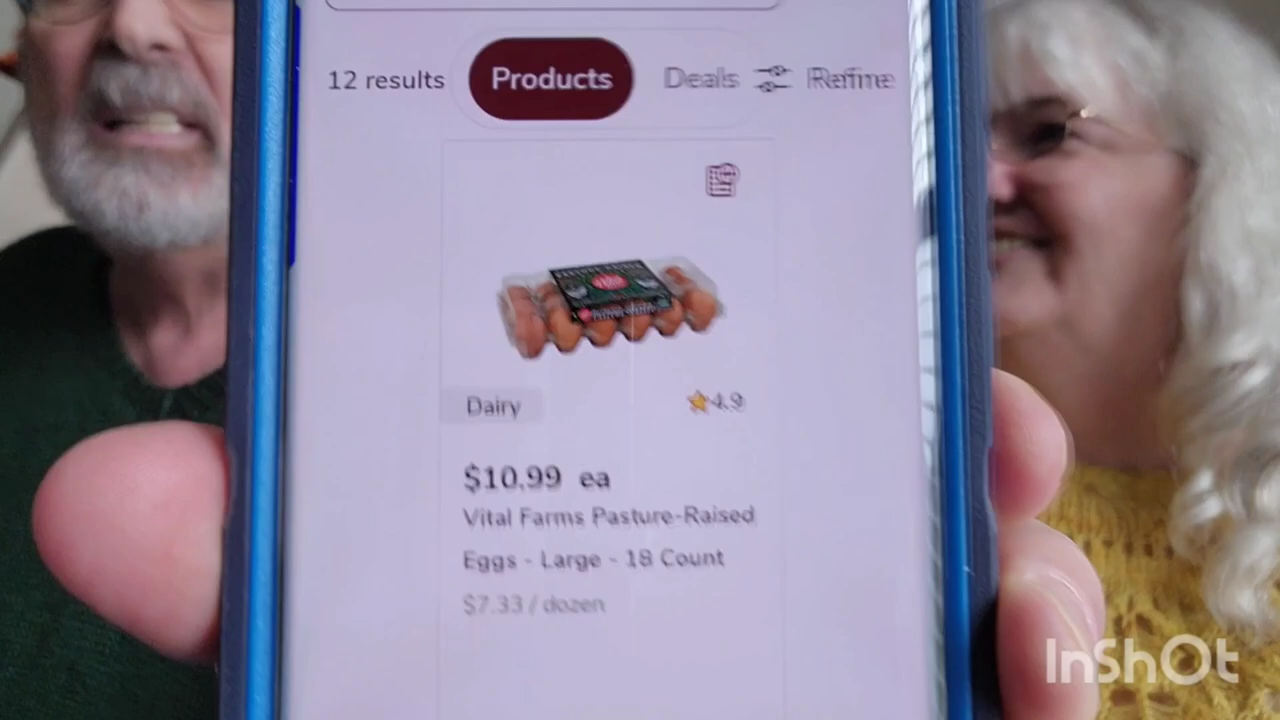 12 results Products Deals Refine
Dairy 4.9
$10.99 ea
Vital Farms Pasture-Raised
Eggs - Large - 18 Count
$7.33 / dozen
InShOt